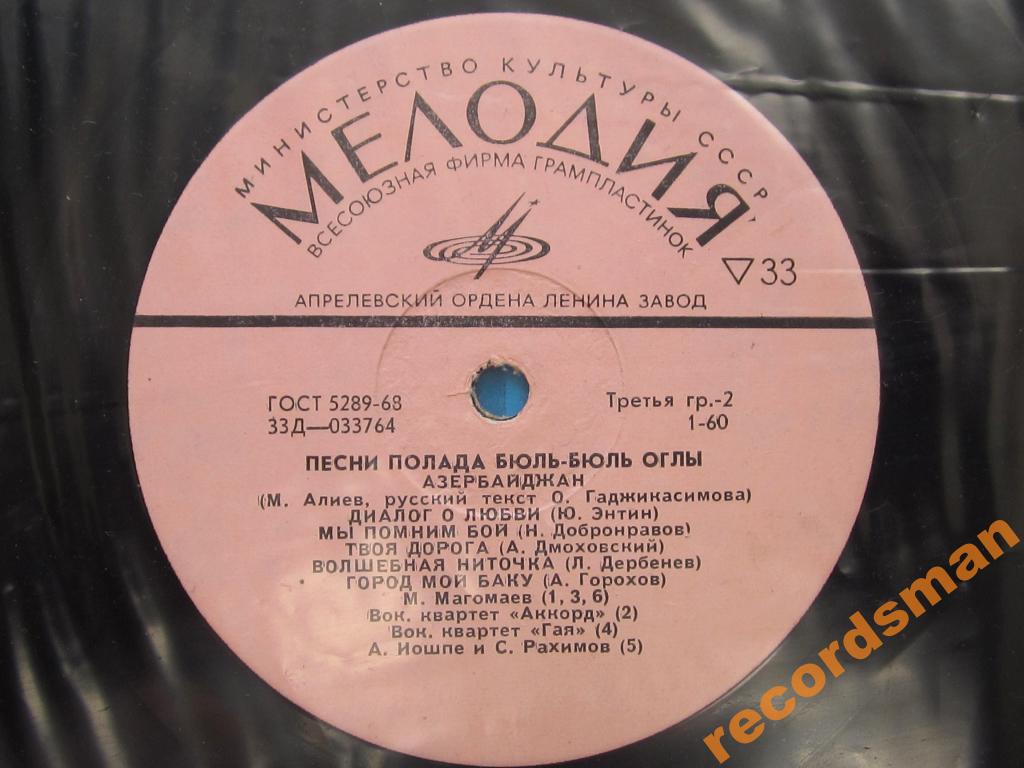 МИНИСТЕРСТВО КУЛЬТУРЫ СССР
МЕЛОДИЯ
ВСЕСОЮЗНАЯ ФИРМА ГРАМПЛАСТИНОК
▽33
АПРЕЛЕВСКИЙ ОРДЕНА ЛЕНИНА ЗАВОД
ГОСТ 5289-68
Третья гр.-2
33Д—033764
1-60
ПЕСНИ ПОЛАДА БЮЛЬ-БЮЛЬ ОГЛЫ
АЗЕРБАЙДЖАН
(М. Алиев, русский текст О. Гаджикасимова)
ДИАЛОГ О ЛЮБВИ (Ю. Энтин)
МЫ ПОМНИМ БОЙ (Н. Добронравов)
ТВОЯ ДОРОГА (А. Дмоховский)
ВОЛШЕБНАЯ НИТОЧКА (Л. Дербенев)
ГОРОД МОЙ БАКУ (А. Горохов)
М. Магомаев (1, 3, 6)
Вок. квартет «Аккорд» (2)
Вок. квартет «Гая» (4)
А. Иошпе и С. Рахимов (5)
recordsman